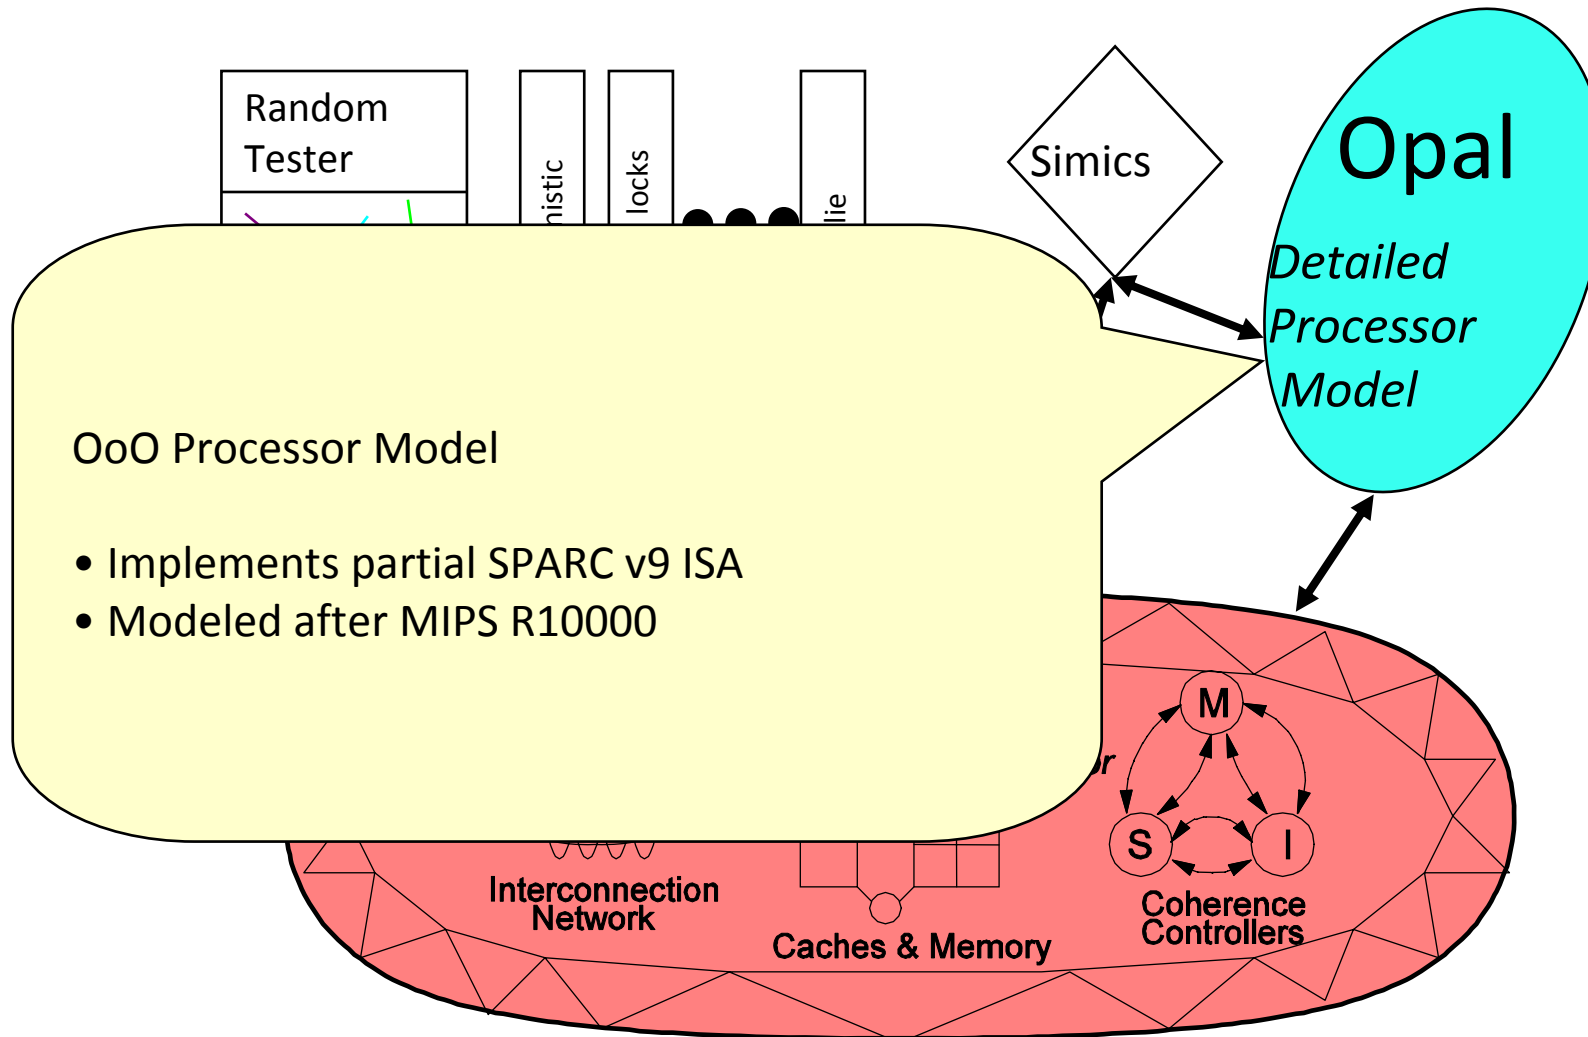 Random
Tester
locks
Simics
Opal
Detailed
Processor
Model
OoO Processor Model
• Implements partial SPARC v9 ISA
• Modeled after MIPS R10000
M
S
I
Interconnection
Network
Caches & Memory
Coherence
Controllers